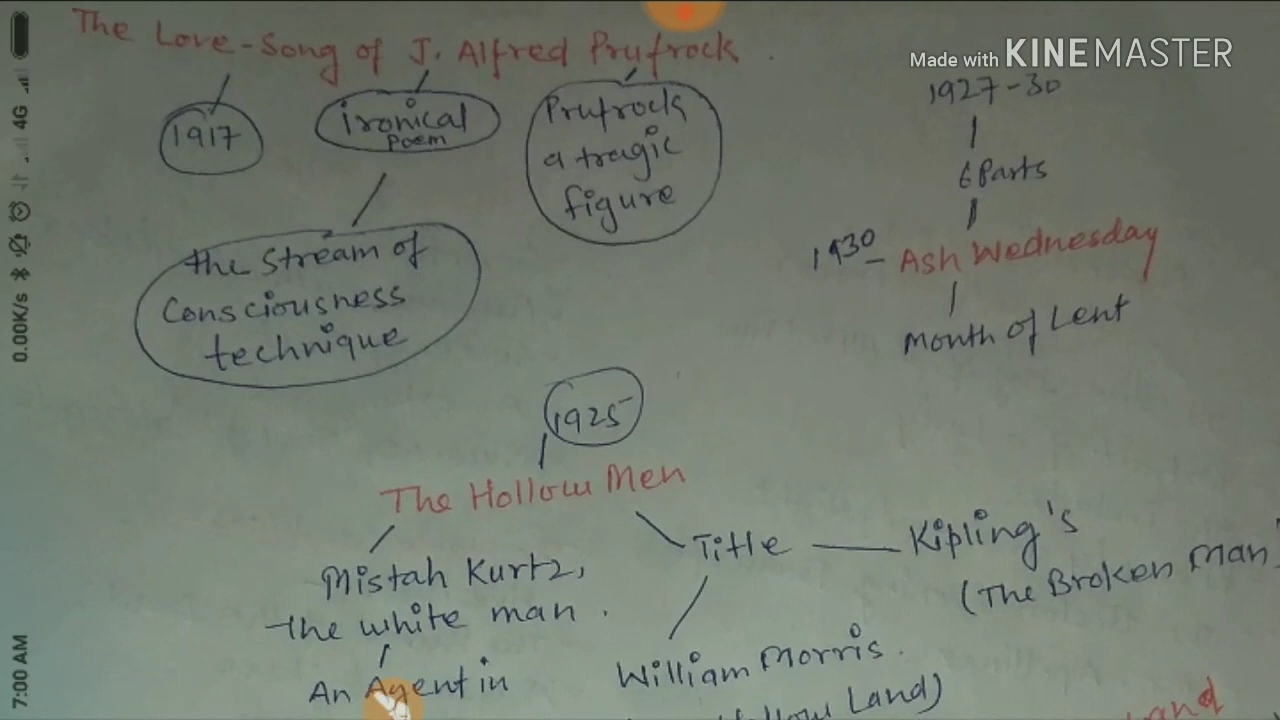 The Love-Song of J. Alfred Prufrock.
Made with KINEMASTER
1917
ironical
Poem
Prufrock
a tragic
figure
1927-30
6 Parts
1930 Ash Wednesday
Month of Lent
the Stream of
Consciousness
technique
1925
The Hollow Men
Mistah Kurtz,
the white man.
An Agent in
Title
Kipling's
(The Broken Man)
William Morris.
Hollow Land)
0.00K/s
4G
7:00 AM